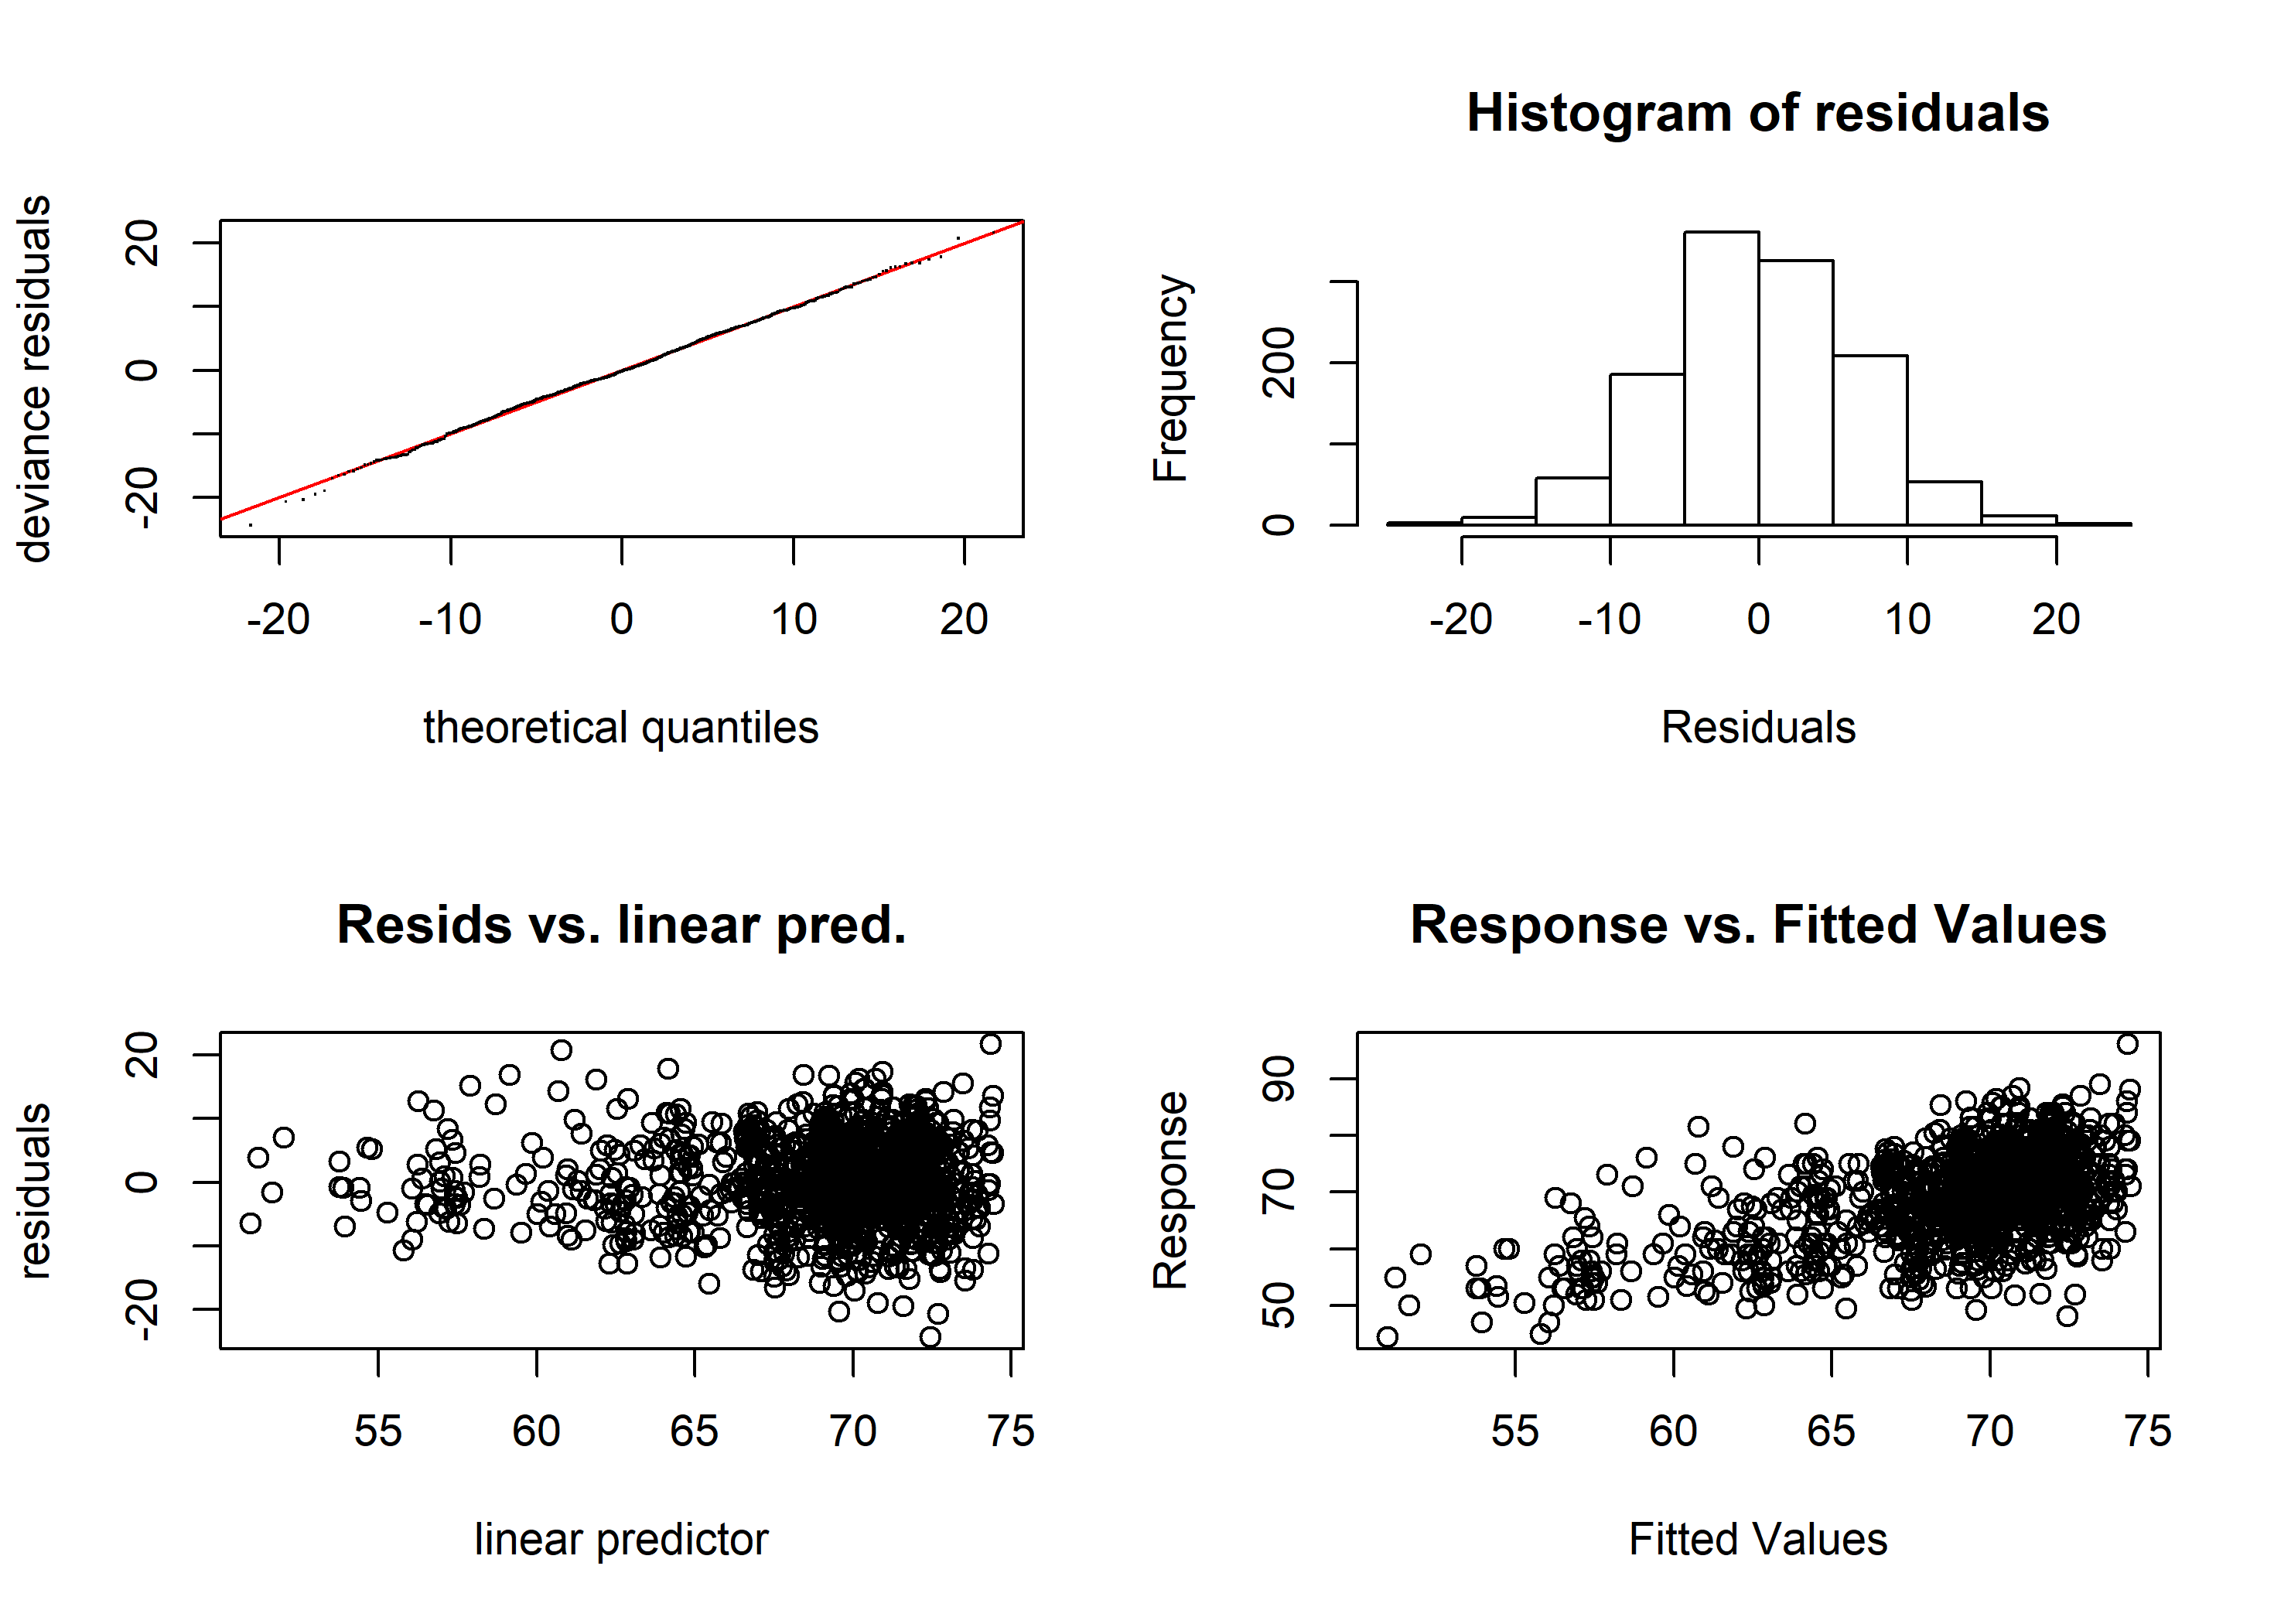 deviance residuals
20
0
-20
-20 -10 0 10 20
theoretical quantiles
Histogram of residuals
Frequency
200
0
-20 -10 0 10 20
Residuals
Resids vs. linear pred.
residuals
20
0
-20
55 60 65 70 75
linear predictor
Response vs. Fitted Values
Response
90
70
50
55 60 65 70 75
Fitted Values